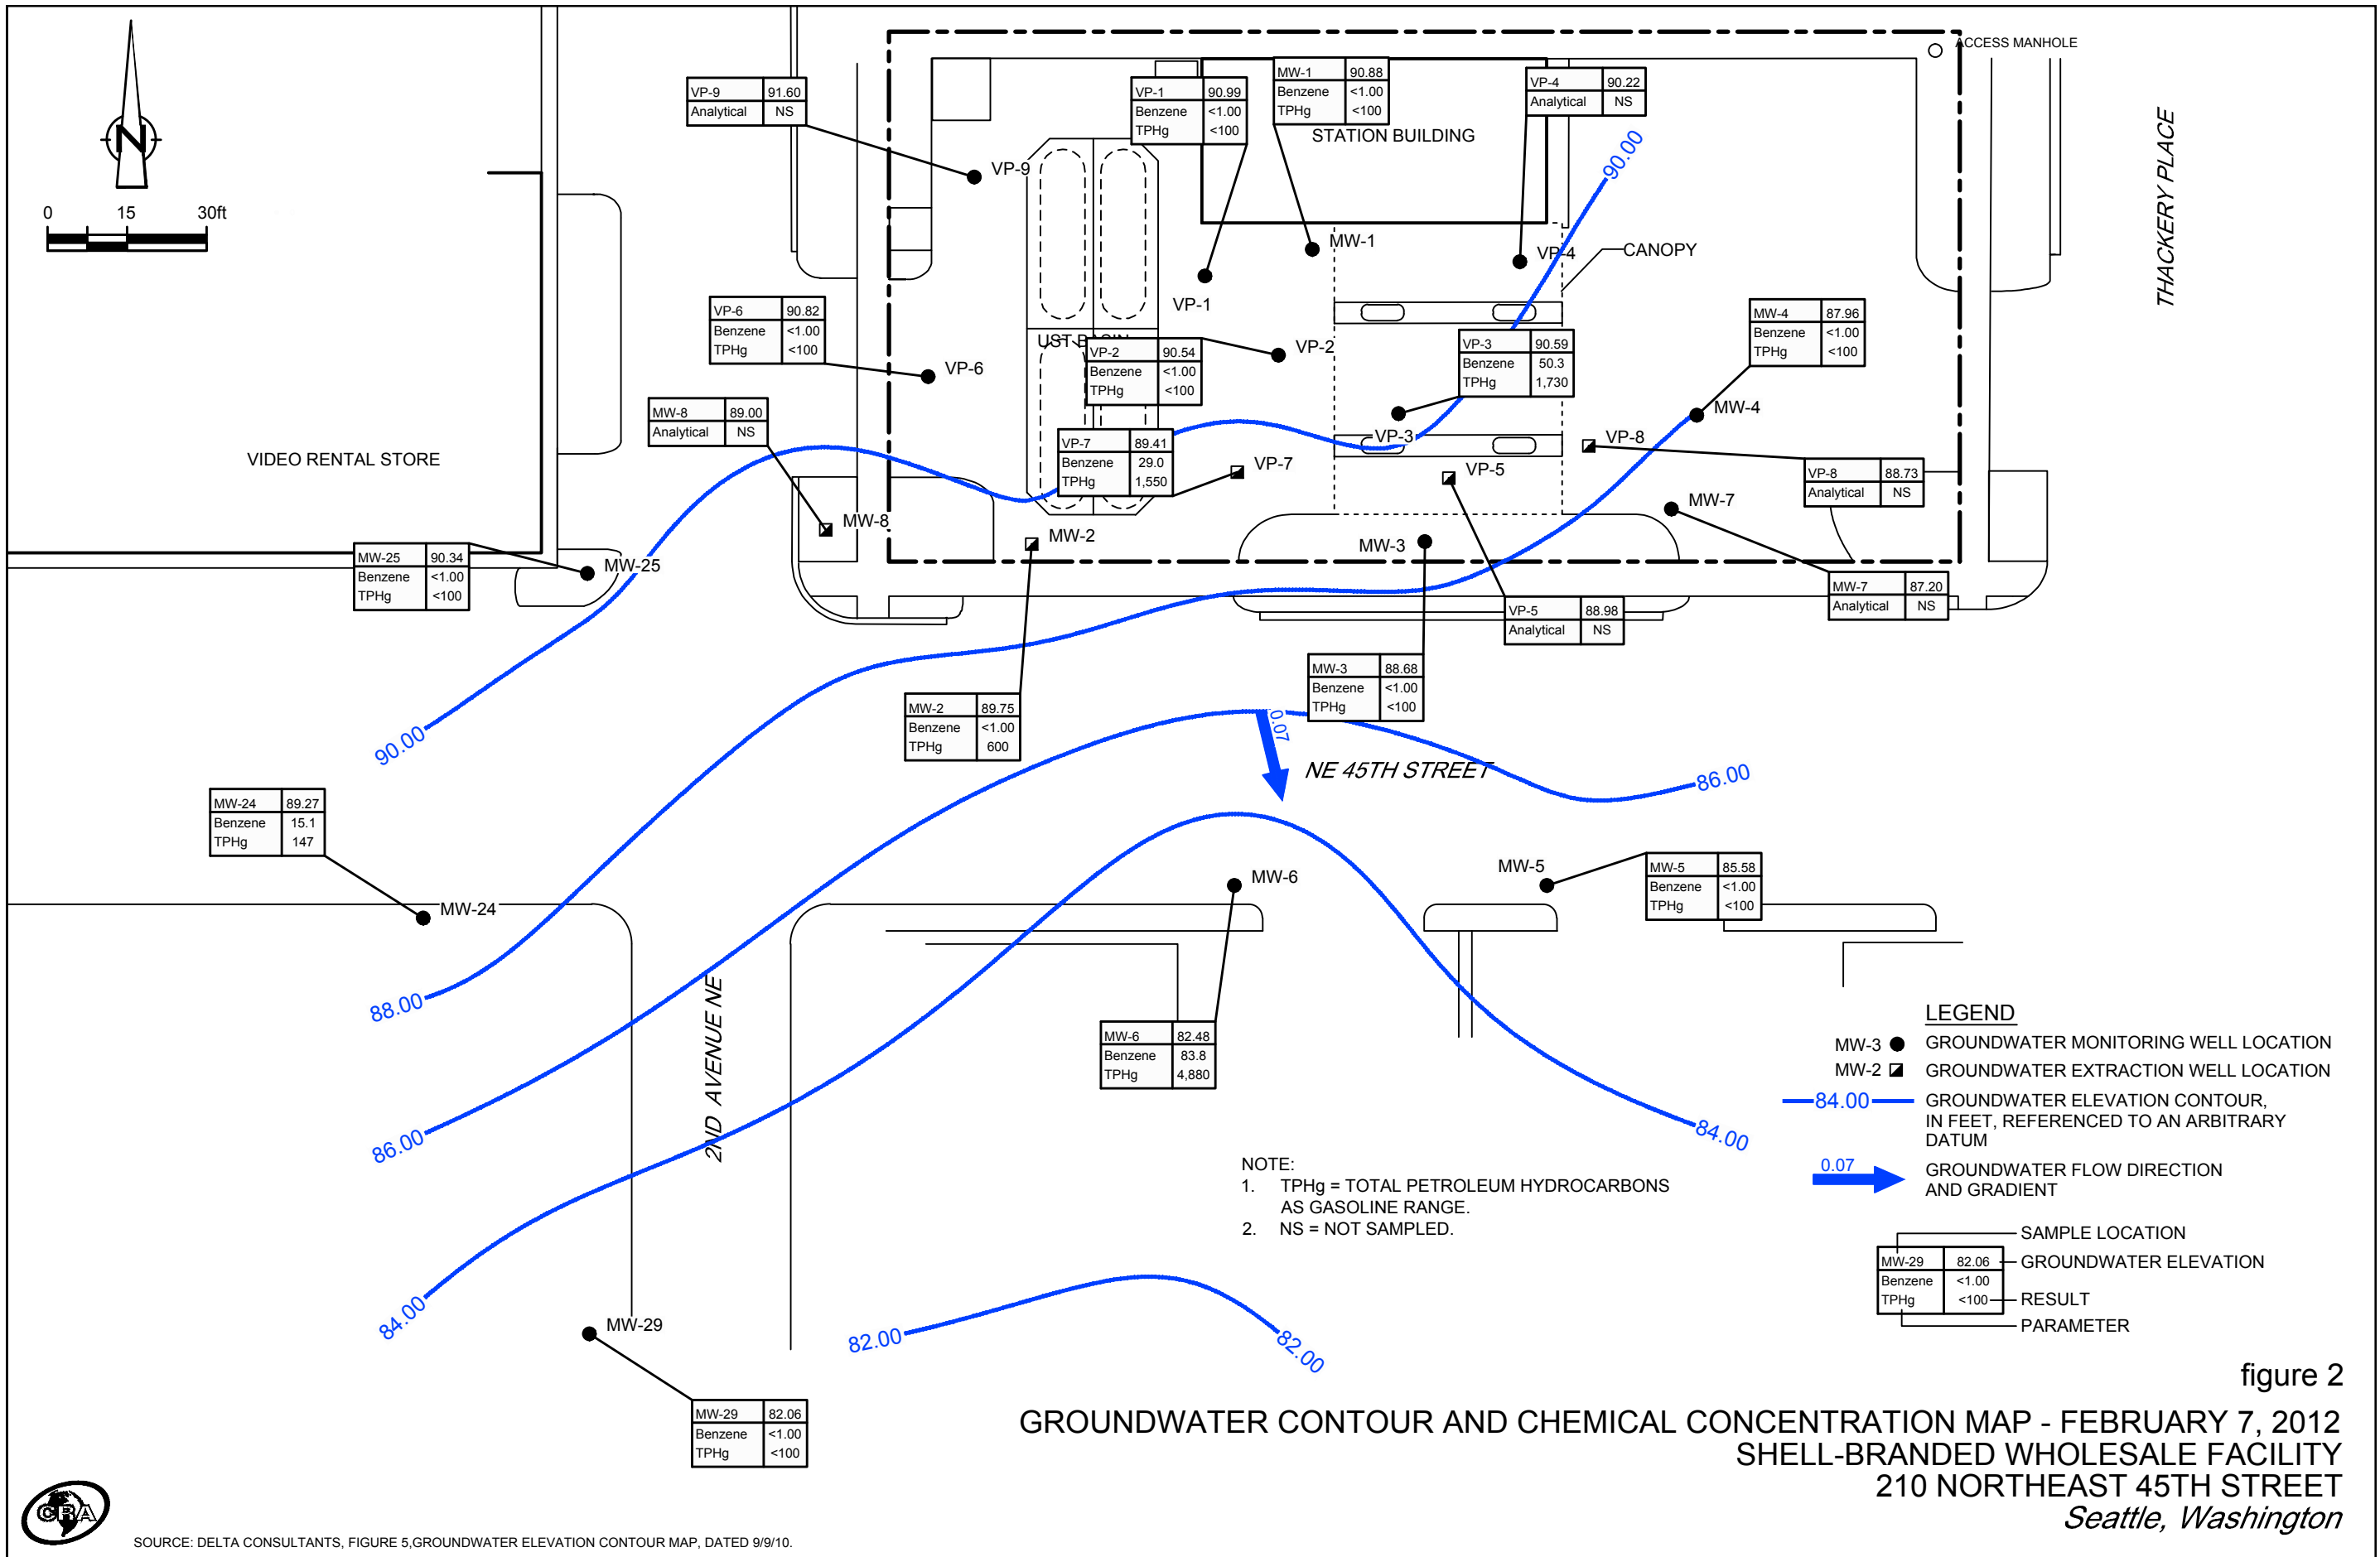 ACCESS MANHOLE
THACKERY PLACE
N
0 15 30ft
VP-9 91.60
Analytical NS
VP-9
VP-1 90.99
Benzene <1.00
TPHg <100
VP-1
MW-1 90.88
Benzene <1.00
TPHg <100
MW-1
STATION BUILDING
VP-4 90.22
Analytical NS
VP-4
90.00
CANOPY
VP-6 90.82
Benzene <1.00
TPHg <100
VP-6
UST BASIN
VP-2 90.54
Benzene <1.00
TPHg <100
VP-2
VP-3 90.59
Benzene 50.3
TPHg 1,730
VP-3
MW-4 87.96
Benzene <1.00
TPHg <100
MW-4
MW-8 89.00
Analytical NS
MW-8
VIDEO RENTAL STORE
VP-7 89.41
Benzene 29.0
TPHg 1,550
VP-7
VP-5
VP-8
VP-8 88.73
Analytical NS
MW-7
MW-2
MW-3
MW-25 90.34
Benzene <1.00
TPHg <100
MW-25
MW-7 87.20
Analytical NS
VP-5 88.98
Analytical NS
MW-3 88.68
Benzene <1.00
TPHg <100
MW-2 89.75
Benzene <1.00
TPHg 600
90.00
0.07
NE 45TH STREET
86.00
MW-24 89.27
Benzene 15.1
TPHg 147
MW-24
MW-6
MW-5
MW-5 85.58
Benzene <1.00
TPHg <100
88.00
2ND AVENUE NE
MW-6 82.48
Benzene 83.8
TPHg 4,880
86.00
84.00
84.00
82.00
82.00
MW-29
MW-29 82.06
Benzene <1.00
TPHg <100
NOTE:
1. TPHg = TOTAL PETROLEUM HYDROCARBONS
AS GASOLINE RANGE.
2. NS = NOT SAMPLED.
LEGEND
MW-3 GROUNDWATER MONITORING WELL LOCATION
MW-2 GROUNDWATER EXTRACTION WELL LOCATION
84.00 GROUNDWATER ELEVATION CONTOUR,
IN FEET, REFERENCED TO AN ARBITRARY
DATUM
0.07 GROUNDWATER FLOW DIRECTION
AND GRADIENT
SAMPLE LOCATION
MW-29 82.06 GROUNDWATER ELEVATION
Benzene <1.00
TPHg <100 RESULT
PARAMETER
figure 2
GROUNDWATER CONTOUR AND CHEMICAL CONCENTRATION MAP - FEBRUARY 7, 2012
SHELL-BRANDED WHOLESALE FACILITY
210 NORTHEAST 45TH STREET
Seattle, Washington
CRA
SOURCE: DELTA CONSULTANTS, FIGURE 5,GROUNDWATER ELEVATION CONTOUR MAP, DATED 9/9/10.